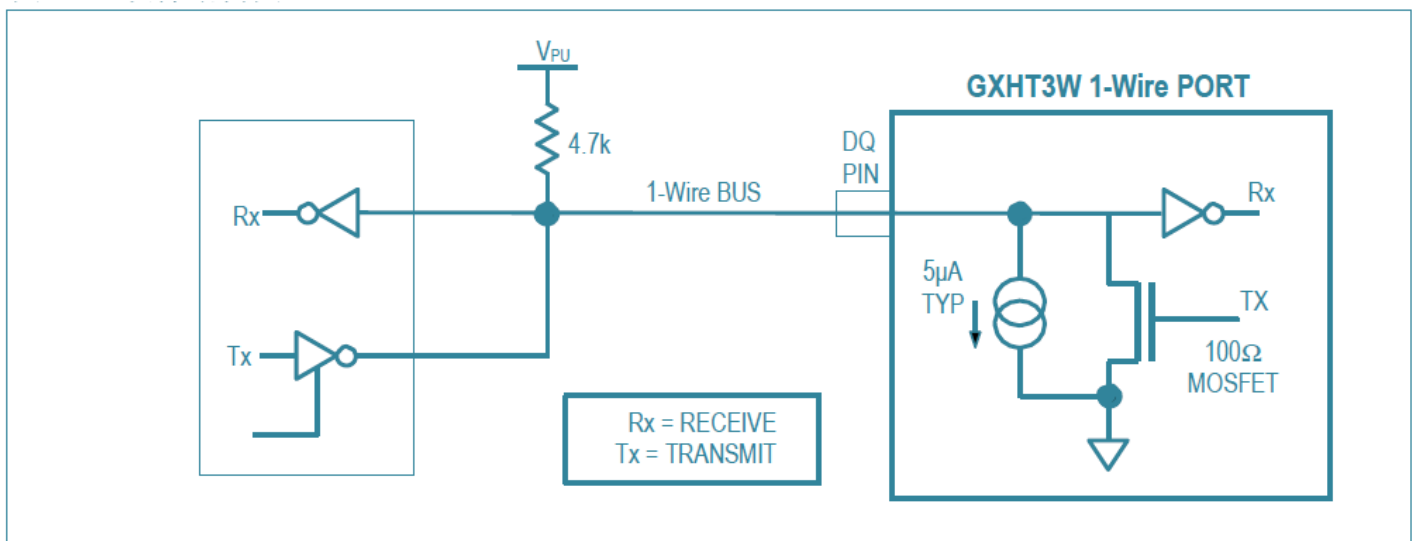 VPU
4.7k
GXHT3W 1-Wire PORT
DQ
PIN
1-Wire BUS
Rx
Rx
5µA
TYP
Tx
TX
100Ω
MOSFET
Rx = RECEIVE
Tx = TRANSMIT